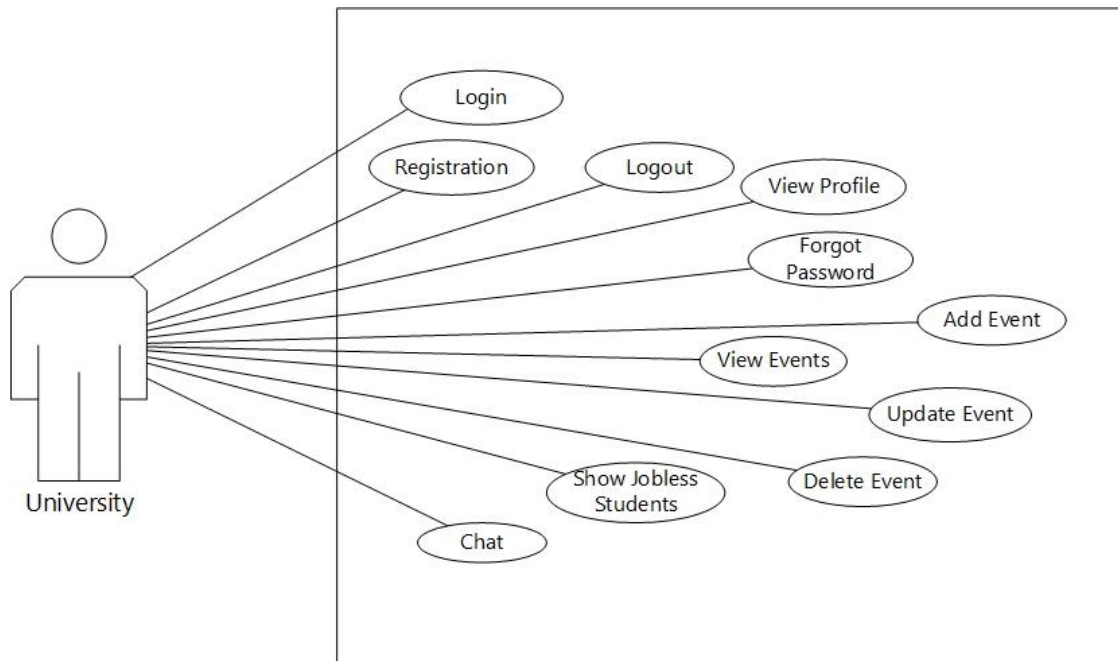 Login
Registration
Logout
View Profile
Forgot
Password
Add Event
View Events
Update Event
Delete Event
Show Jobless
Students
Chat
University